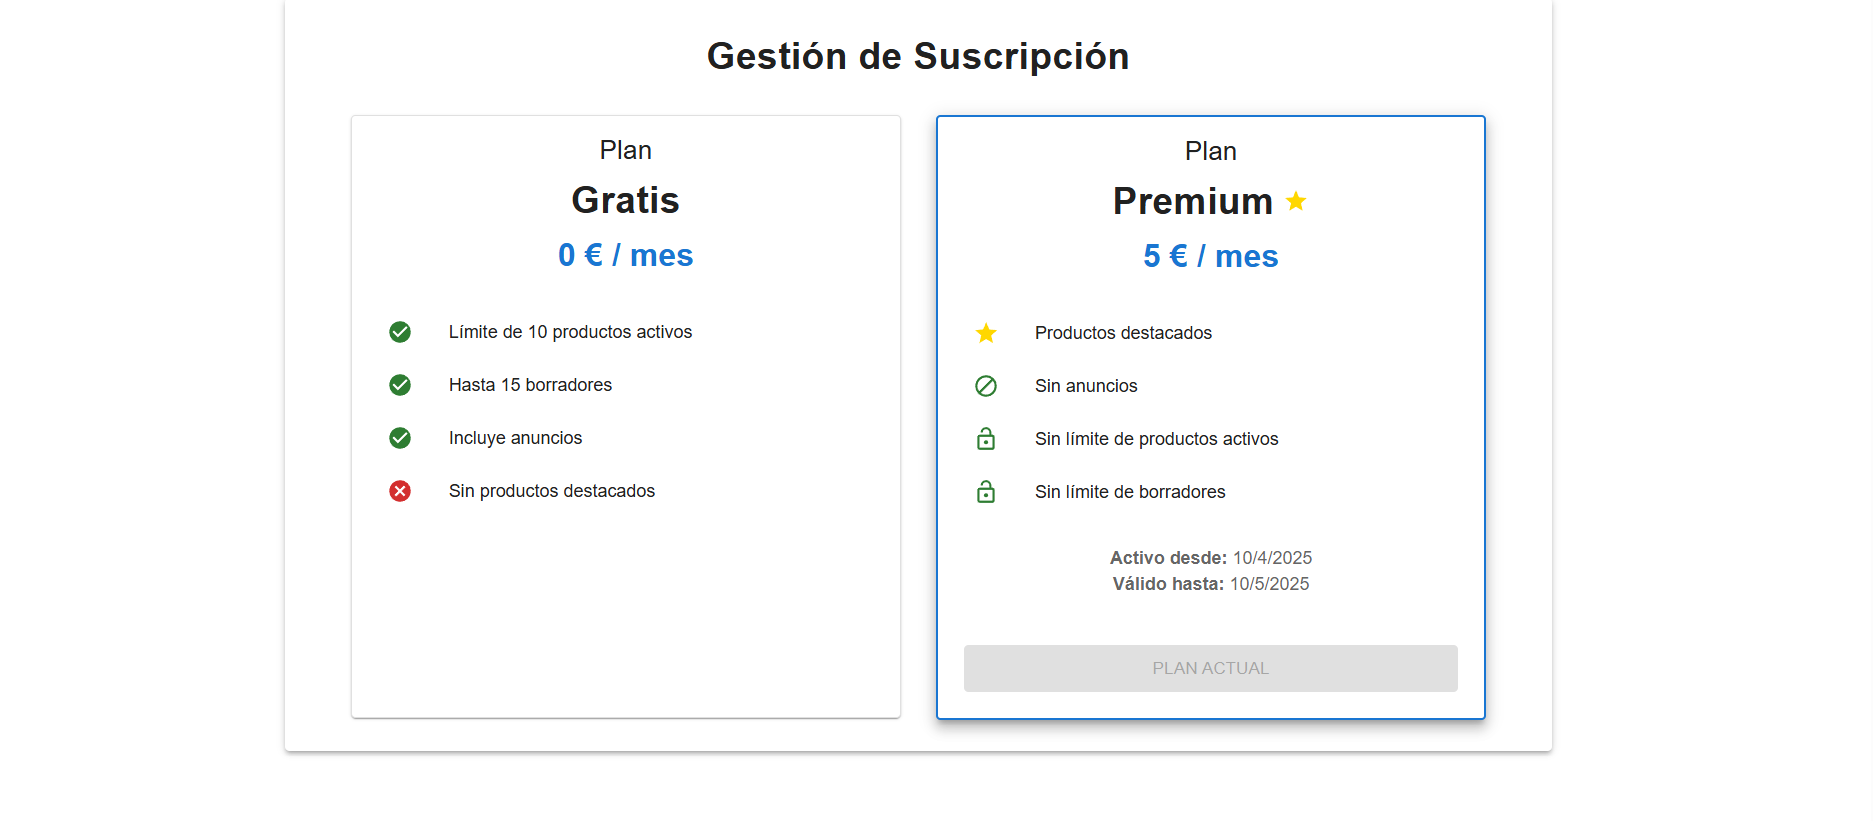 Gestión de Suscripción
Plan
Gratis
0 € / mes
Límite de 10 productos activos
Hasta 15 borradores
Incluye anuncios
Sin productos destacados
Plan
Premium
5 € / mes
Productos destacados
Sin anuncios
Sin límite de productos activos
Sin límite de borradores
Activo desde: 10/4/2025
Válido hasta: 10/5/2025
PLAN ACTUAL